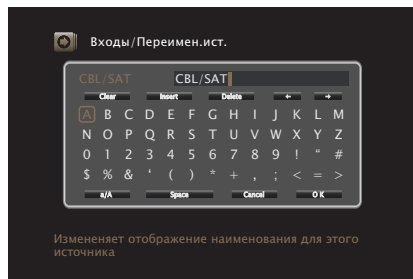 Входы/Переимен.ист.
CBL/SAT CBL/SAT
Clear Insert Delete ← →
A B C D E F G H I J K L M
N O P Q R S T U V W X Y Z
0 1 2 3 4 5 6 7 8 9 ! “ #
$ % & ‘ ( ) * + , ; < = >
a/A Space Cancel OK
Измененяет отображение наименования для этого
источника